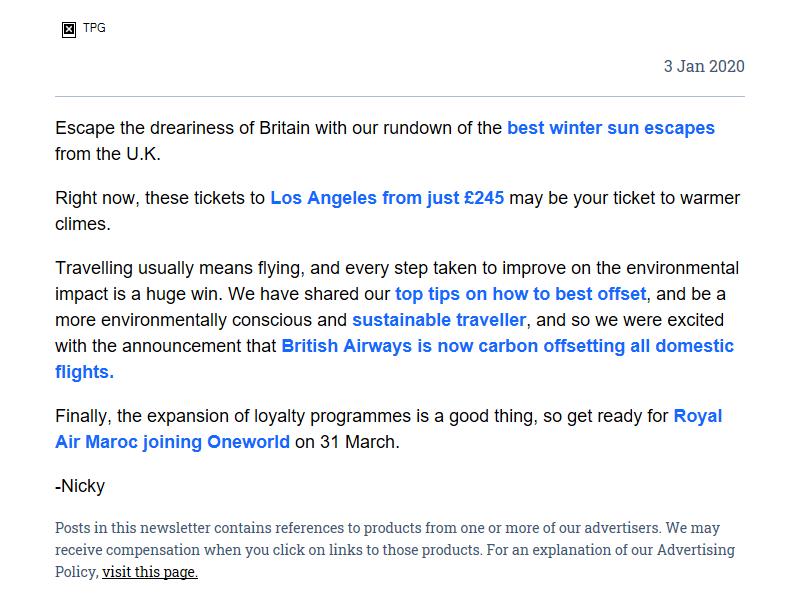 TPG
3 Jan 2020
Escape the dreariness of Britain with our rundown of the best winter sun escapes
from the U.K.
Right now, these tickets to Los Angeles from just £245 may be your ticket to warmer
climes.
Travelling usually means flying, and every step taken to improve on the environmental
impact is a huge win. We have shared our top tips on how to best offset, and be a
more environmentally conscious and sustainable traveller, and so we were excited
with the announcement that British Airways is now carbon offsetting all domestic
flights.
Finally, the expansion of loyalty programmes is a good thing, so get ready for Royal
Air Maroc joining Oneworld on 31 March.
-Nicky
Posts in this newsletter contains references to products from one or more of our advertisers. We may
receive compensation when you click on links to those products. For an explanation of our Advertising
Policy, visit this page.